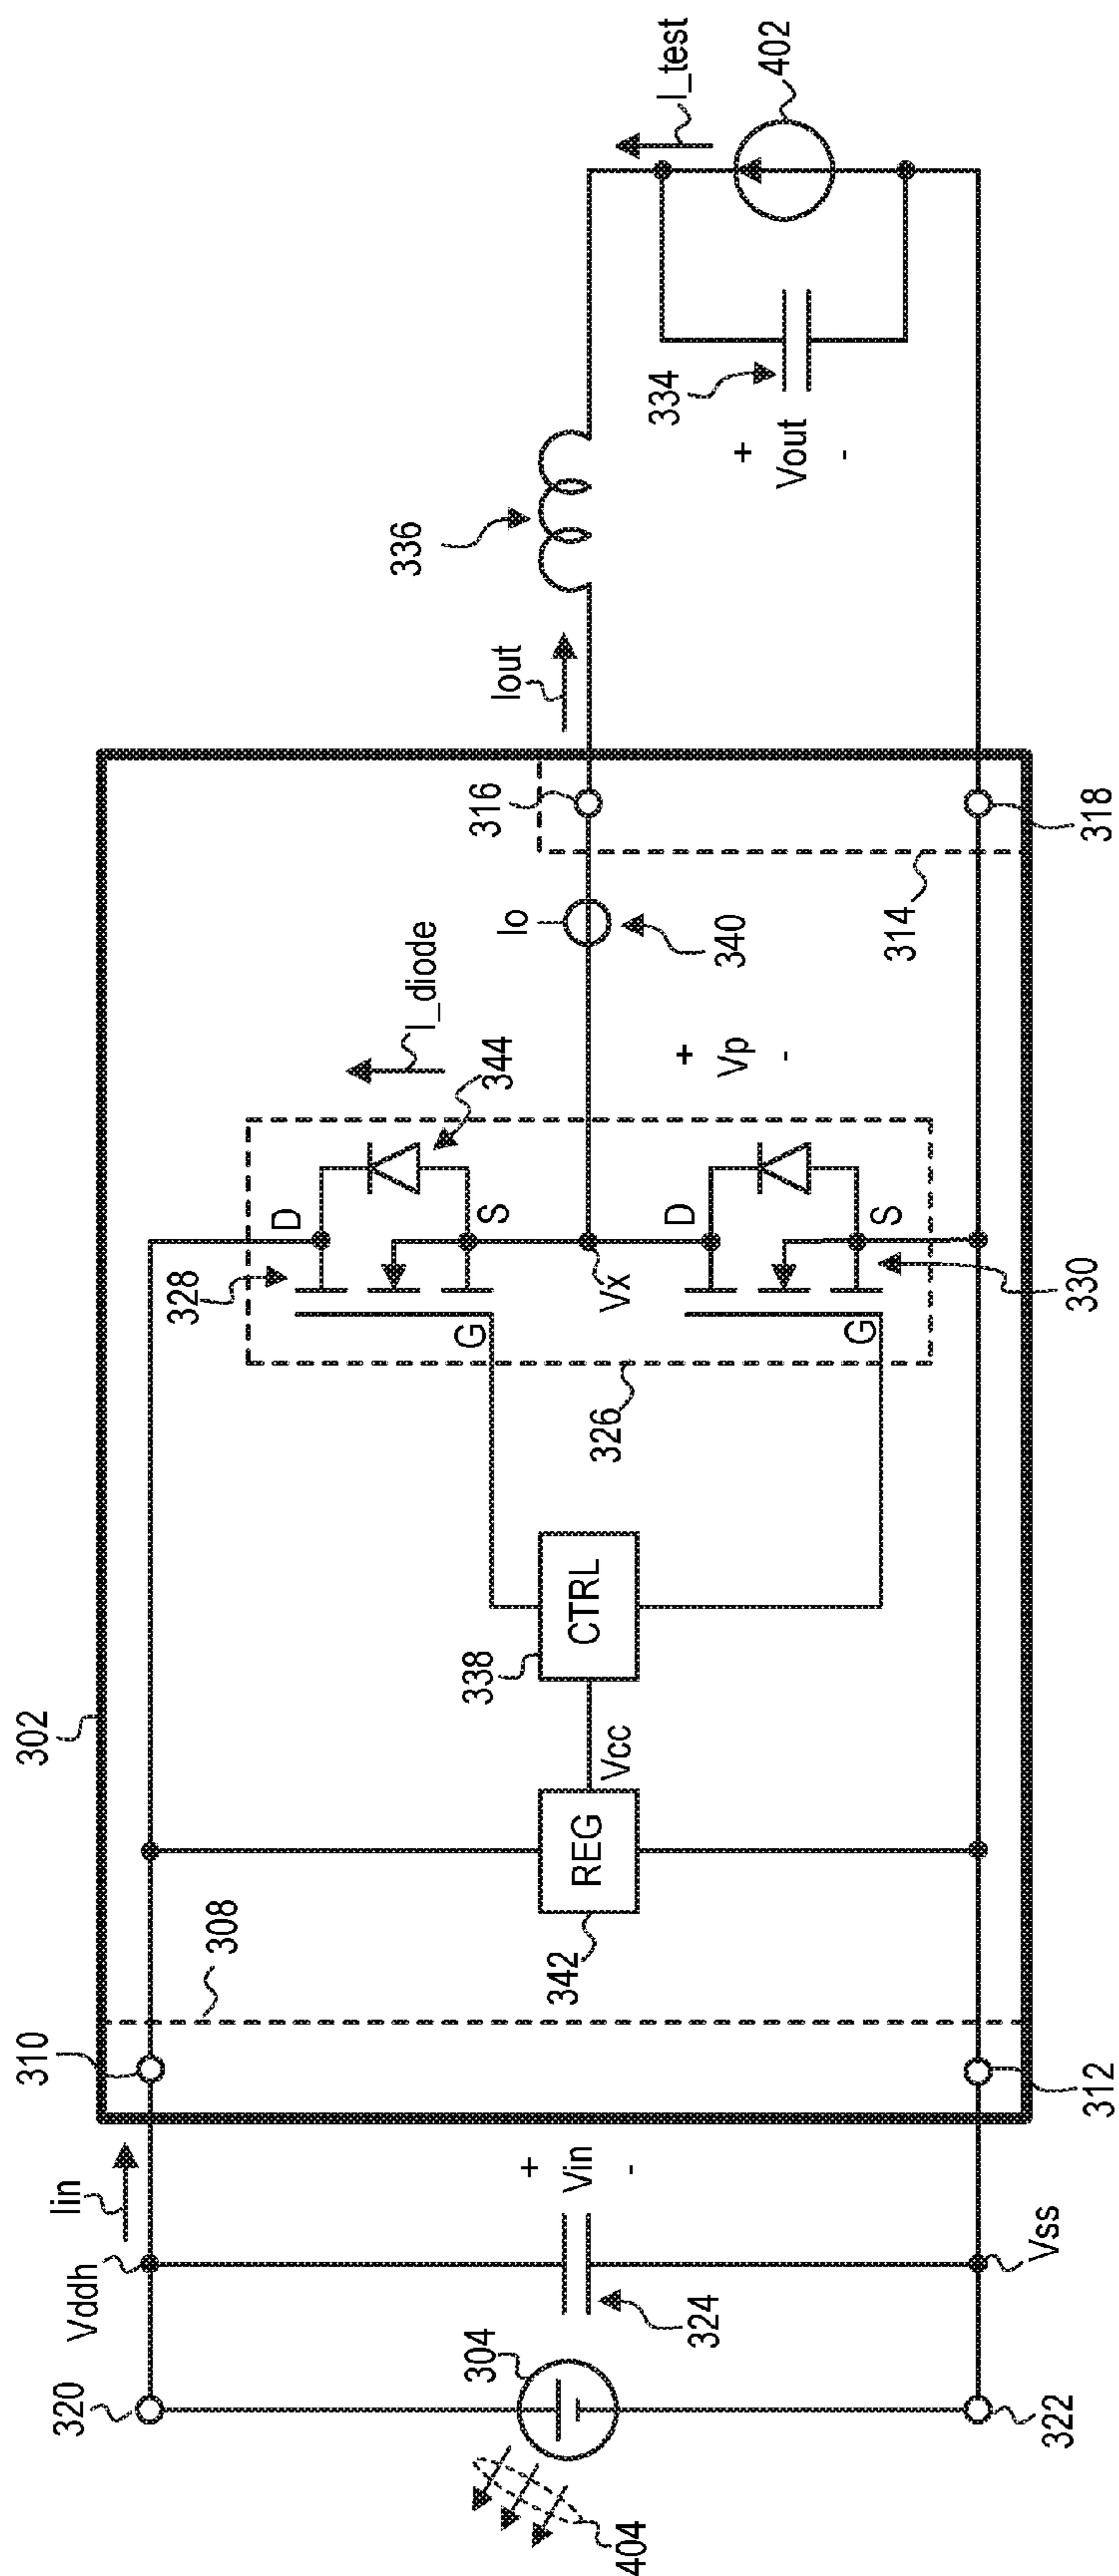 302
320
Vddh
Iin
310
308
328
D
I_diode
344
S
G
Vx
304
404
324
+
Vin
-
342
REG
Vcc
338
CTRL
326
D
S
G
330
+
Vp
-
Io
340
316
Iout
336
I_test
402
334
+
Vout
-
322
Vss
312
314
318